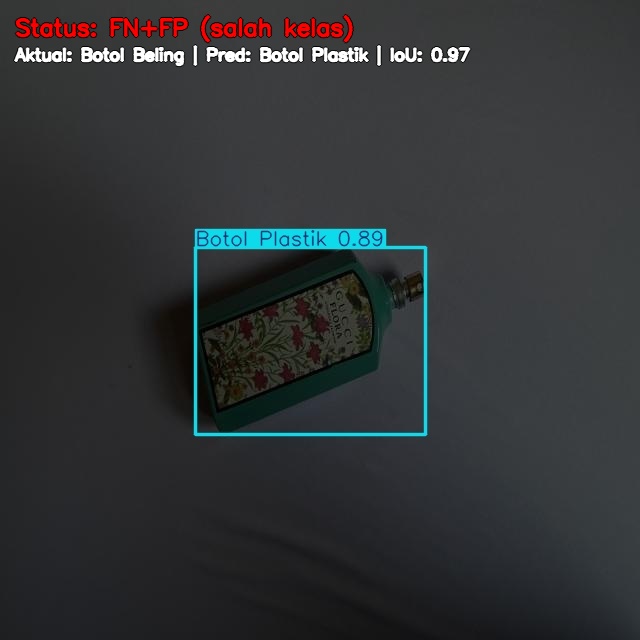 Status: FN+FP (salah kelas)
Aktual: Botol Beling | Pred: Botol Plastik | IoU: 0.97
Botol Plastik 0.89
GUCCI
FLORA